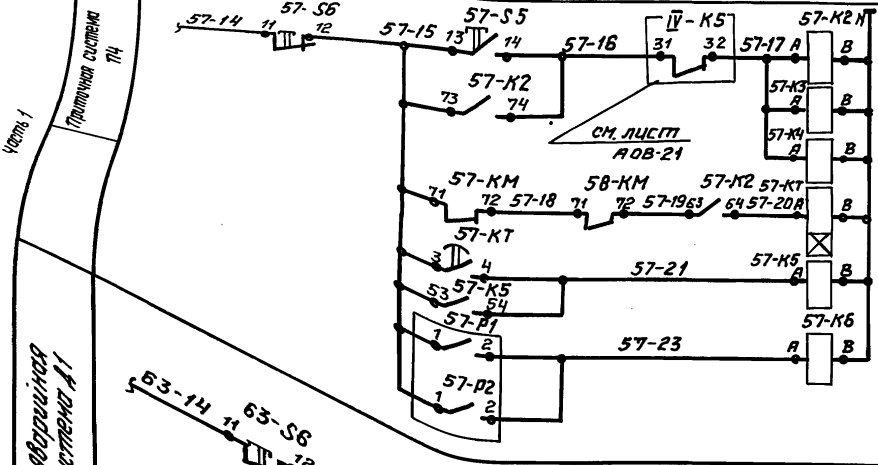 57-14
11
57-S6
12
57-15
57-S5
13
14
57-16
IV-K5
31
32
57-17
57-K2
N
A
B
57-K2
73
74
57-K3
A
B
57-K4
A
B
см. лист
АОВ-21
57-KM
71
72
57-18
58-KM
71
72
57-19
57-K2
63
64
57-20
57-KT
A
B
57-KT
3
4
57-21
57-K5
A
B
57-K5
53
54
57-P1
1
2
57-23
57-K6
A
B
57-P2
1
2
Часть 1
Приточная система
П4
63-14
11
63-S6
12